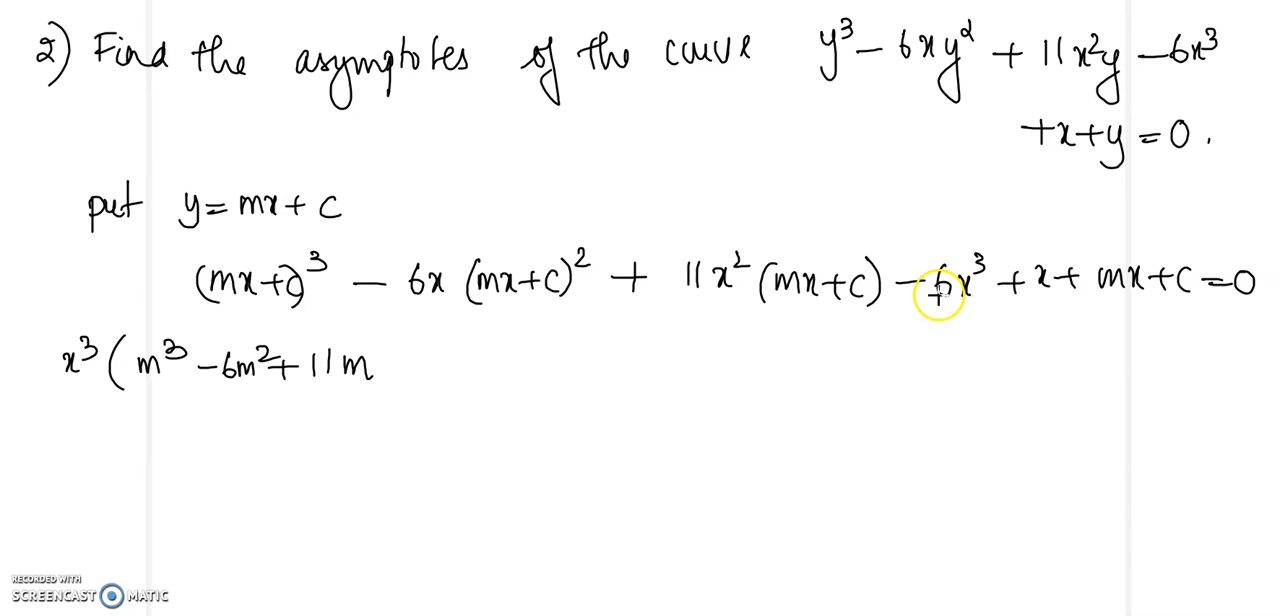 2) Find the asymptotes of the curve y³ - 6xy² + 11x²y - 6x³
+x+y = 0.
put y = mx + c
(mx+c)³ - 6x (mx+c)² + 11x² (mx+c) - 6x³ + x + mx+c = 0
x³ ( m³ - 6m² + 11m
RECORDED WITH
SCREENCAST MATIC